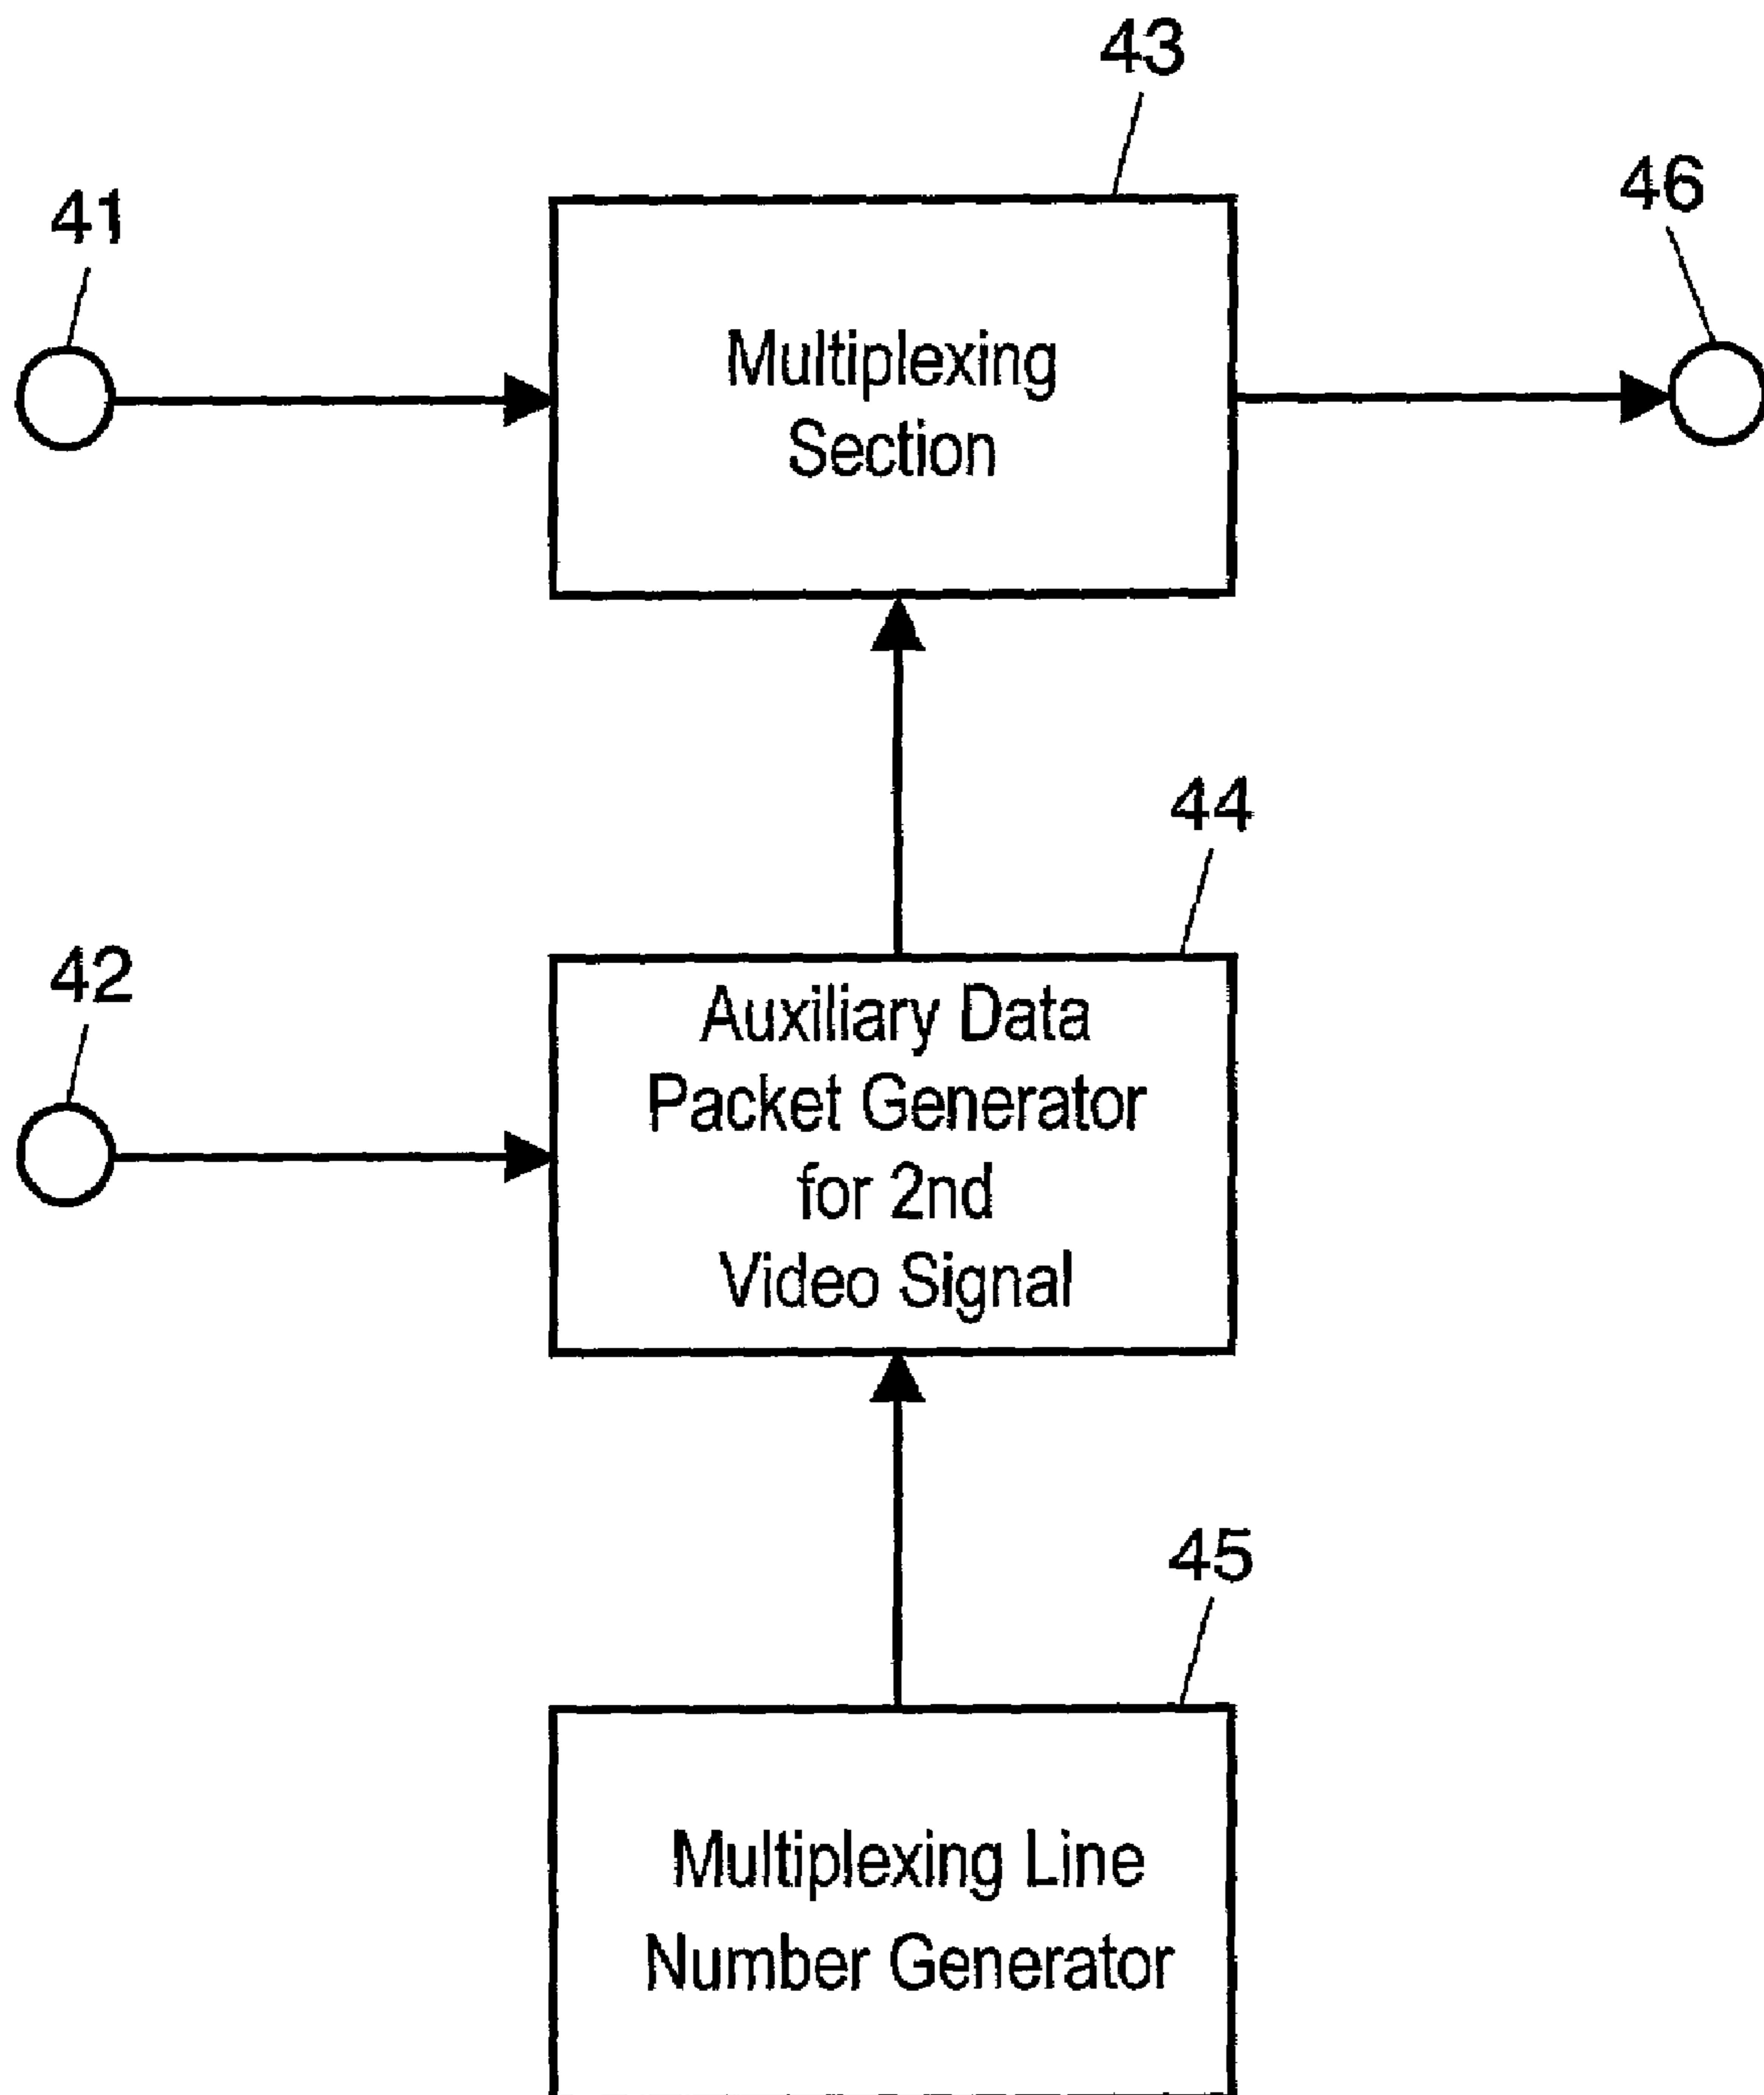 43
46
41
Multiplexing
Section
44
42
Auxiliary Data
Packet Generator
for 2nd
Video Signal
45
Multiplexing Line
Number Generator